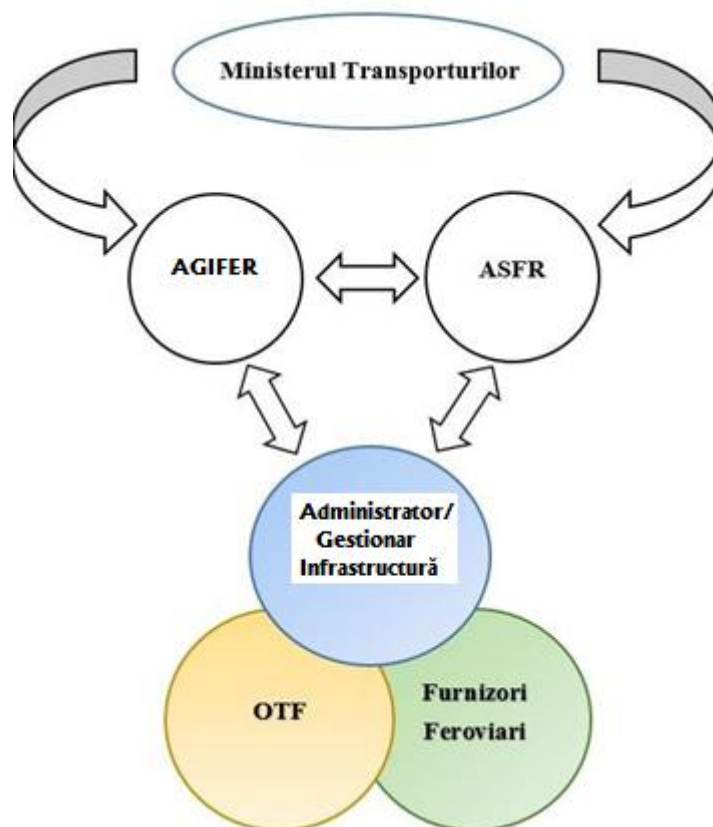 Ministerul Transporturilor
AGIFER
ASFR
Administrator/
Gestionar
Infrastructură
OTF
Furnizori
Feroviari